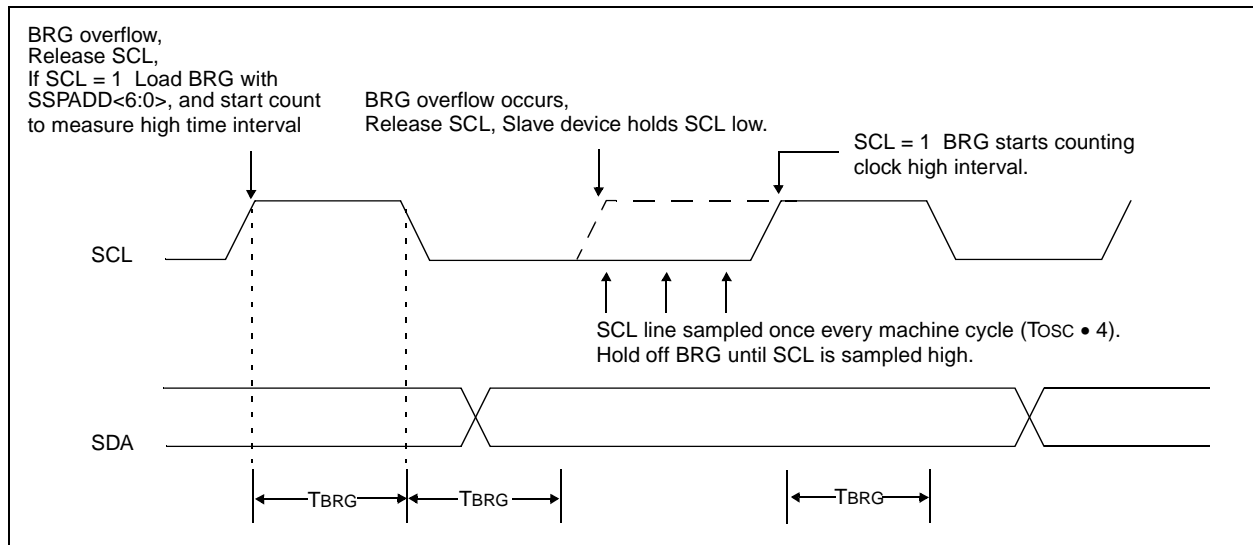 BRG overflow,
Release SCL,
If SCL = 1 Load BRG with
SSPADD<6:0>, and start count
to measure high time interval
BRG overflow occurs,
Release SCL, Slave device holds SCL low.
SCL = 1 BRG starts counting
clock high interval.
SCL
SCL line sampled once every machine cycle (TOSC • 4).
Hold off BRG until SCL is sampled high.
SDA
TBRG
TBRG
TBRG